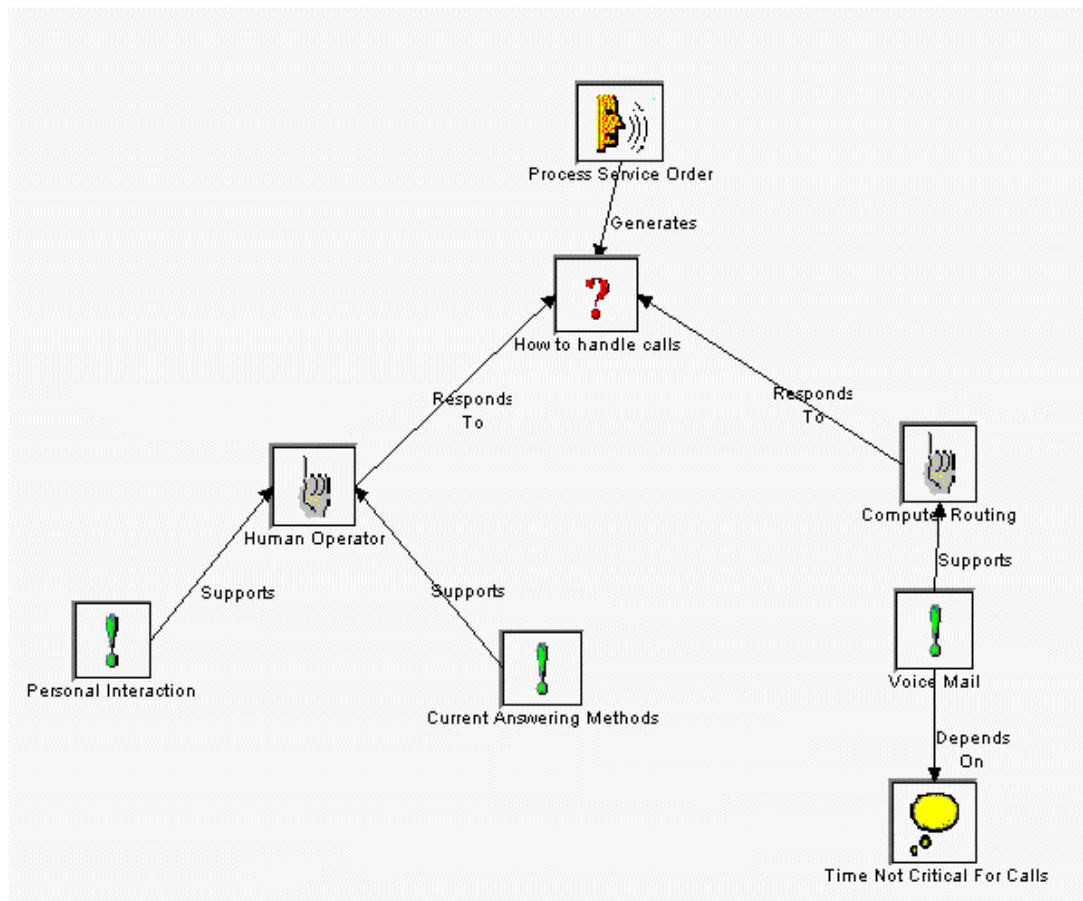 Process Service Order
Generates
?
How to handle calls
Responds
To
Responds
To
Human Operator
Computer Routing
Supports
Supports
Supports
!
Personal Interaction
!
Current Answering Methods
!
Voice Mail
Depends
On
Time Not Critical For Calls